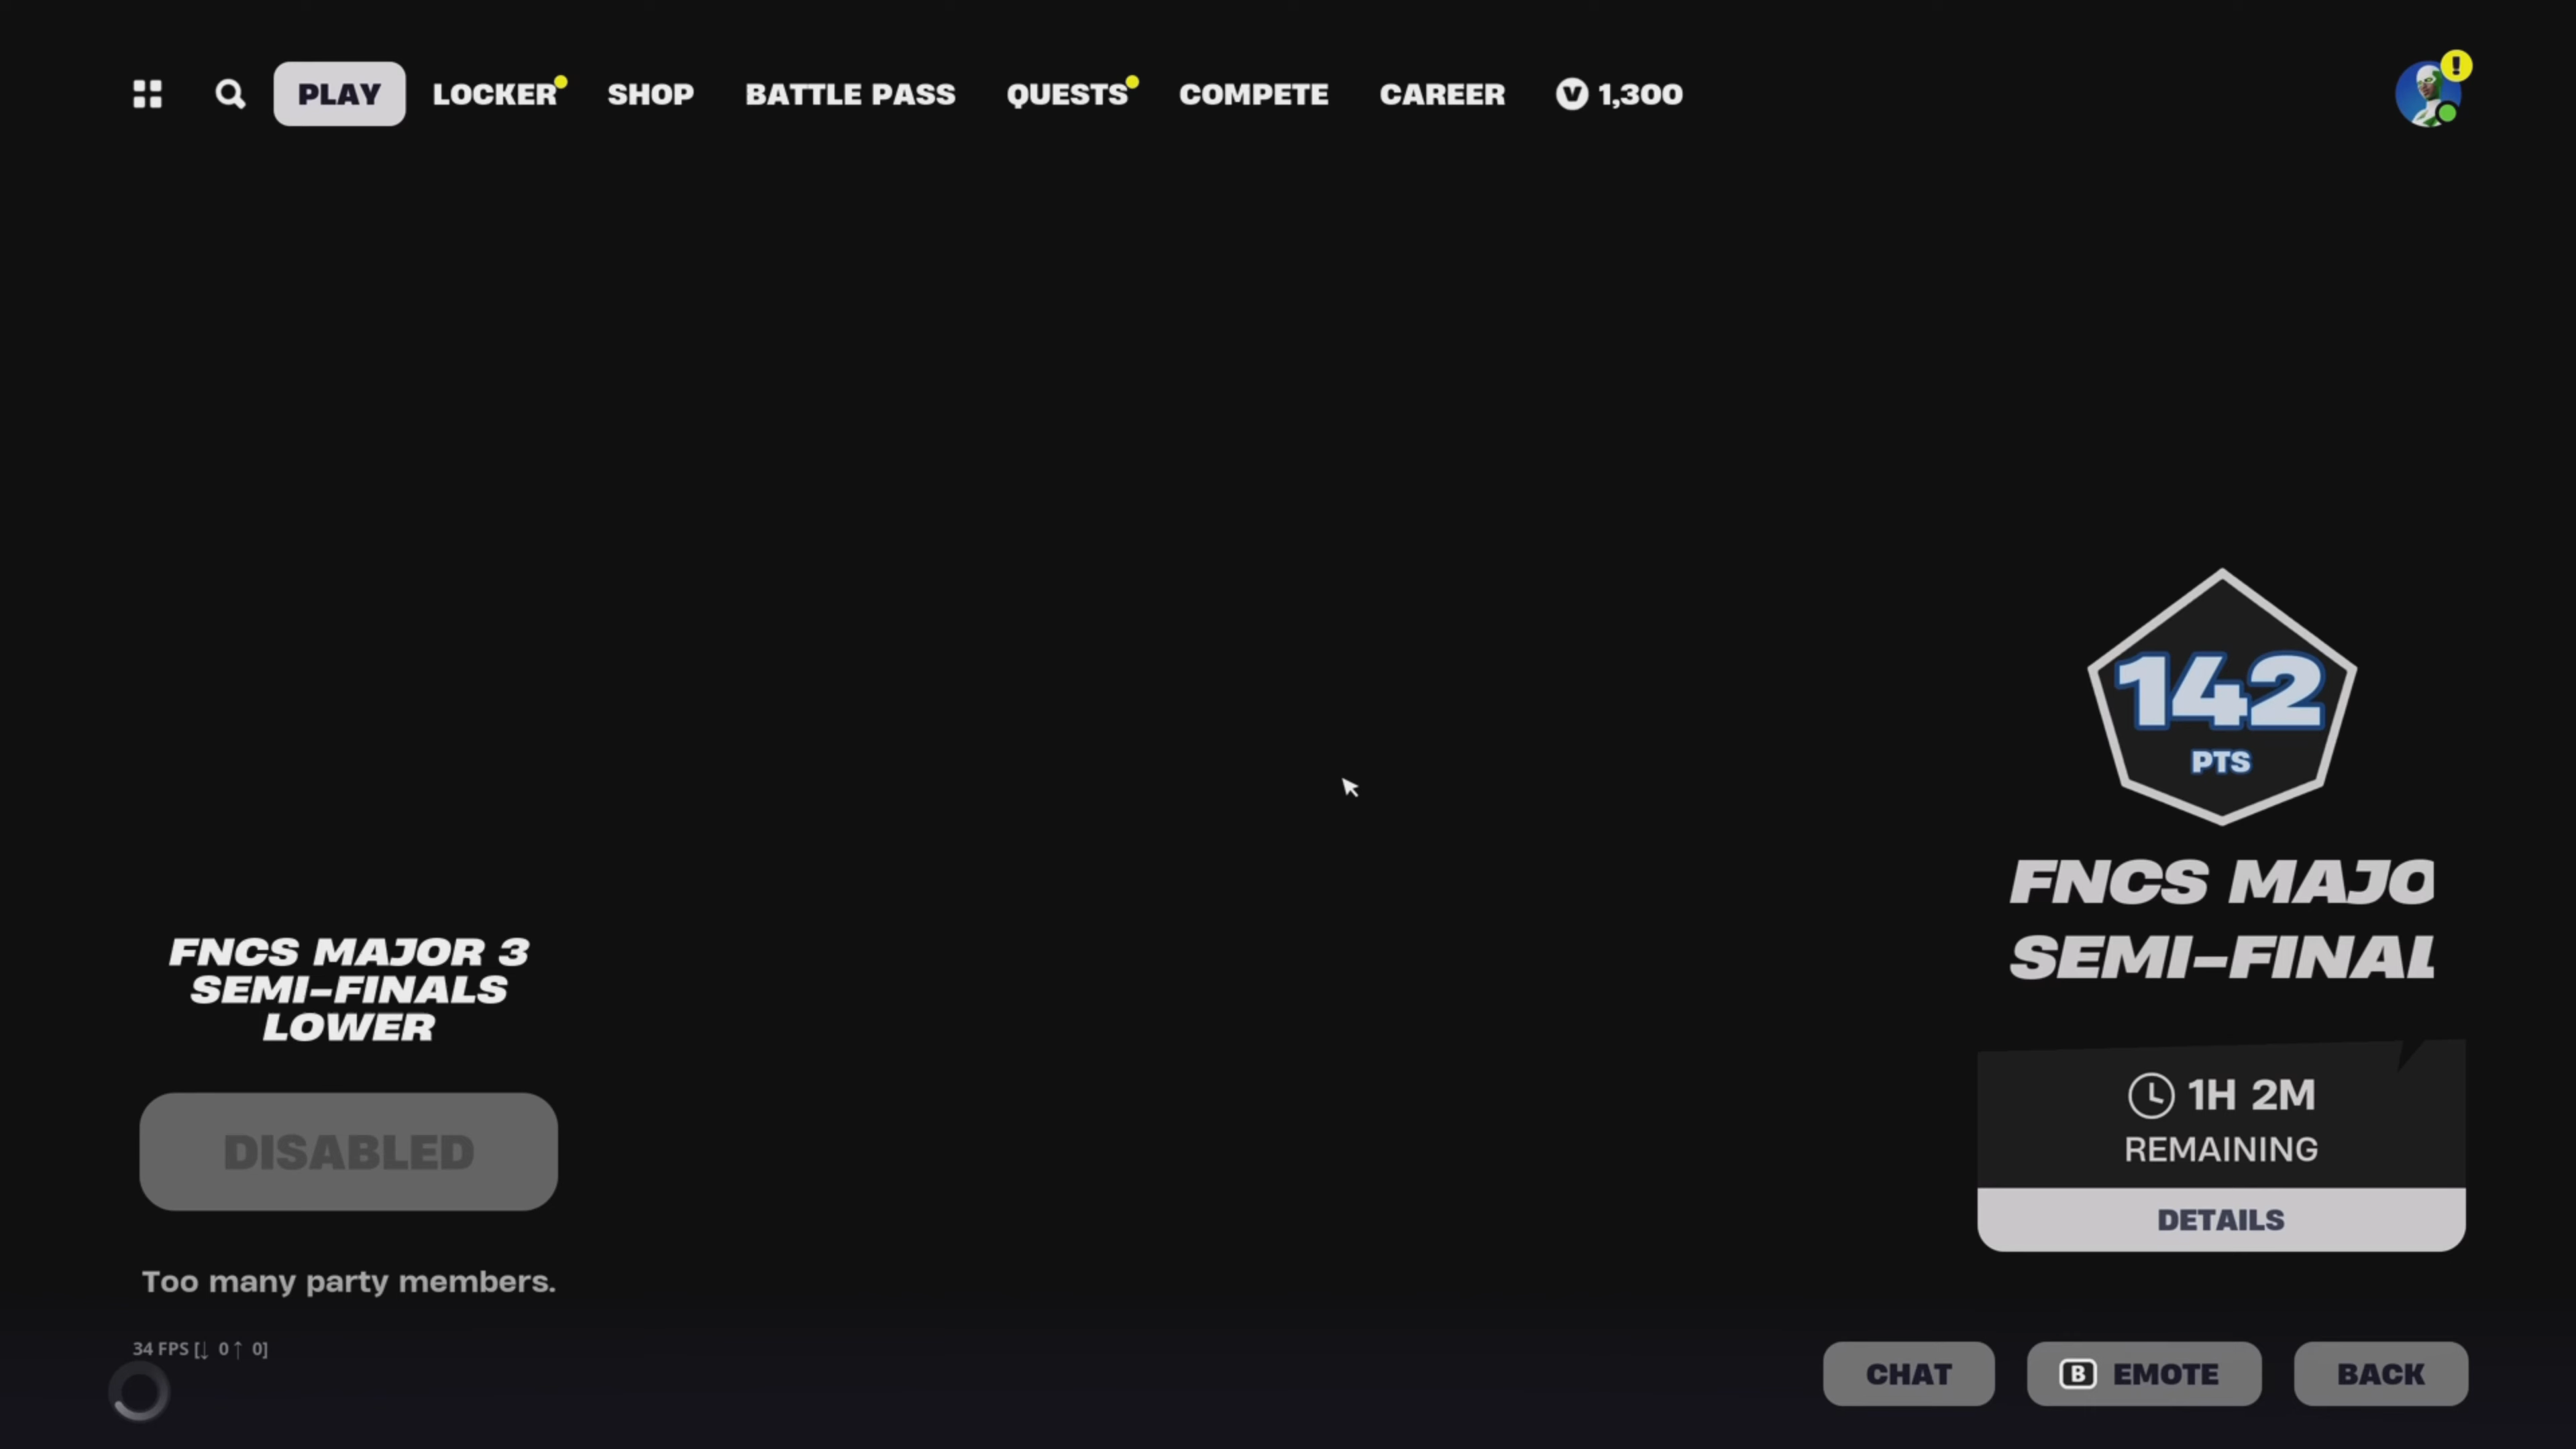 PLAY LOCKER SHOP BATTLE PASS QUESTS COMPETE CAREER V 1,300 !
142
PTS
FNCS MAJO
SEMI-FINAL
FNCS MAJOR 3
SEMI-FINALS
LOWER
1H 2M
REMAINING
DISABLED
DETAILS
Too many party members.
34 FPS [↓ 0↑ 0]
CHAT B EMOTE BACK